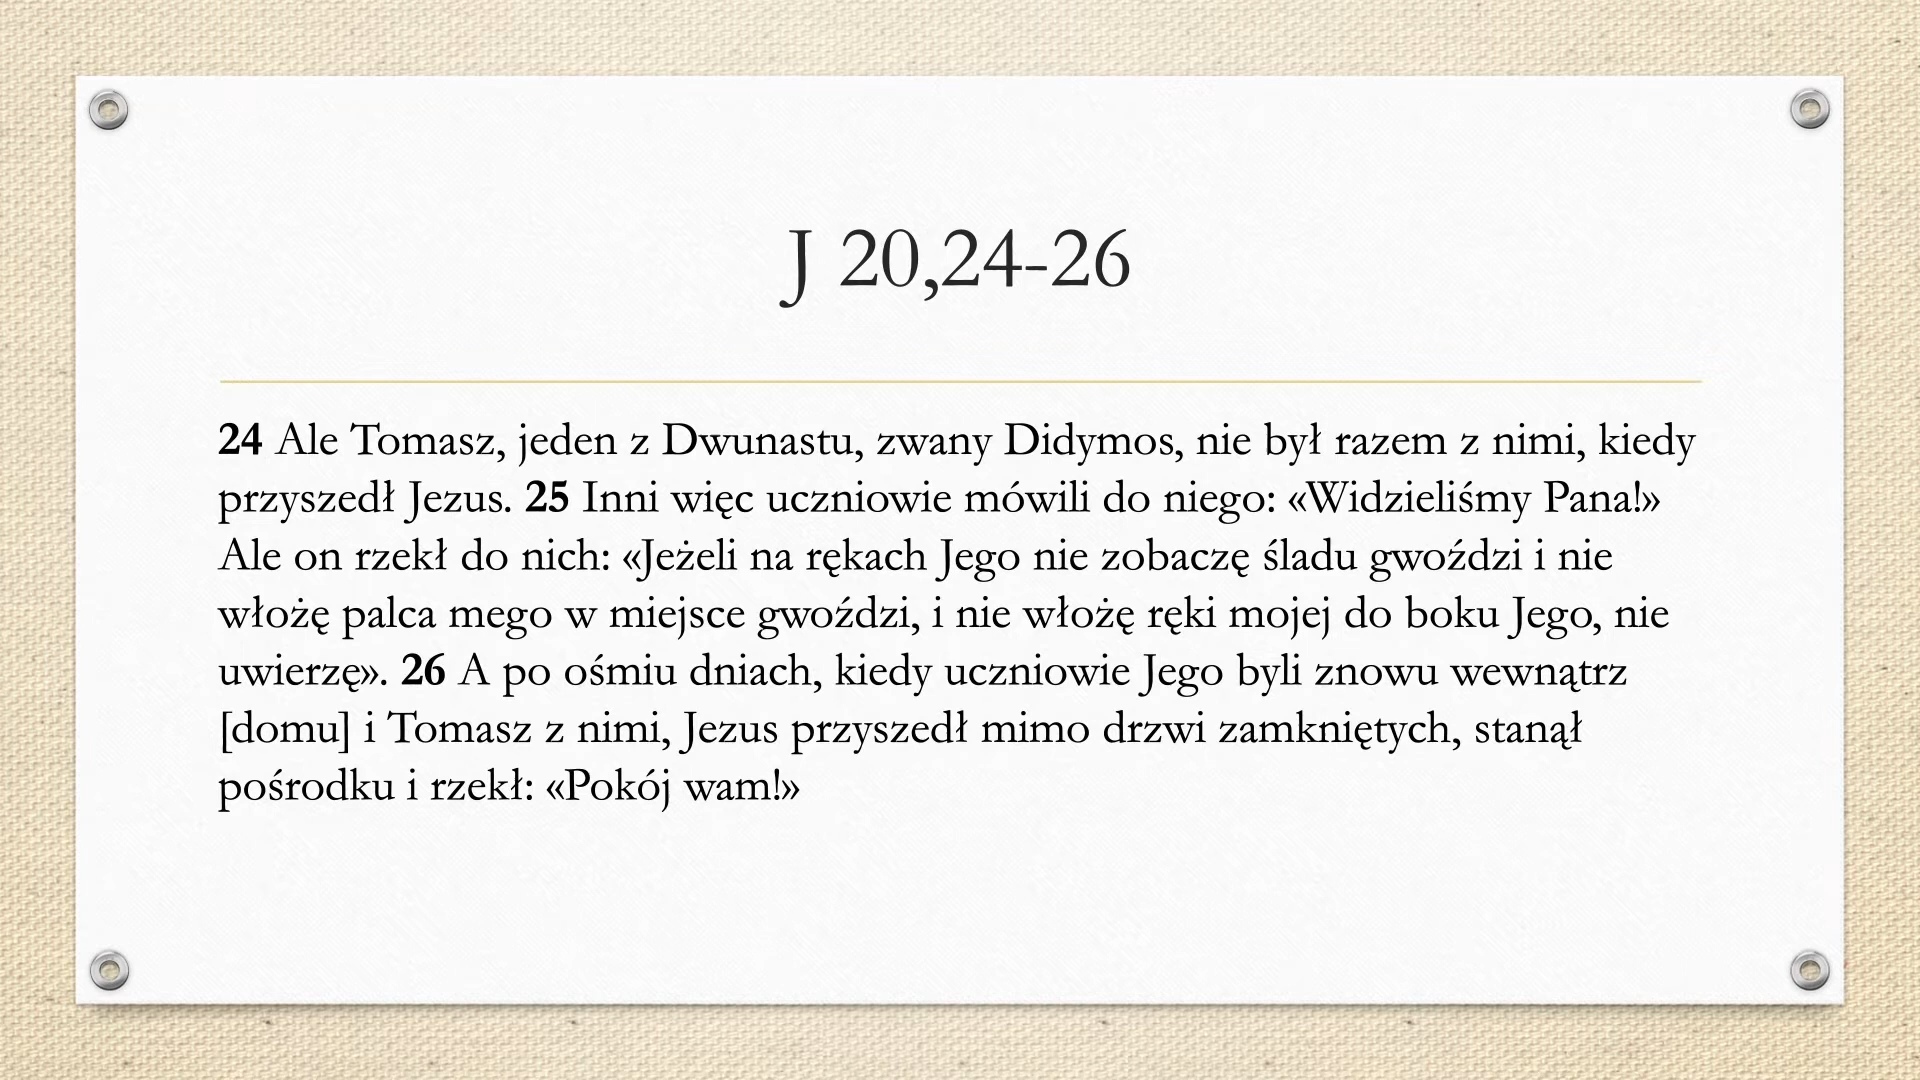 J 20,24-26
24 Ale Tomasz, jeden z Dwunastu, zwany Didymos, nie był razem z nimi, kiedy
przyszedł Jezus. 25 Inni więc uczniowie mówili do niego: «Widzieliśmy Pana!»
Ale on rzekł do nich: «Jeżeli na rękach Jego nie zobaczę śladu gwoździ i nie
włożę palca mego w miejsce gwoździ, i nie włożę ręki mojej do boku Jego, nie
uwierzę». 26 A po ośmiu dniach, kiedy uczniowie Jego byli znowu wewnątrz
[domu] i Tomasz z nimi, Jezus przyszedł mimo drzwi zamkniętych, stanął
pośrodku i rzekł: «Pokój wam!»